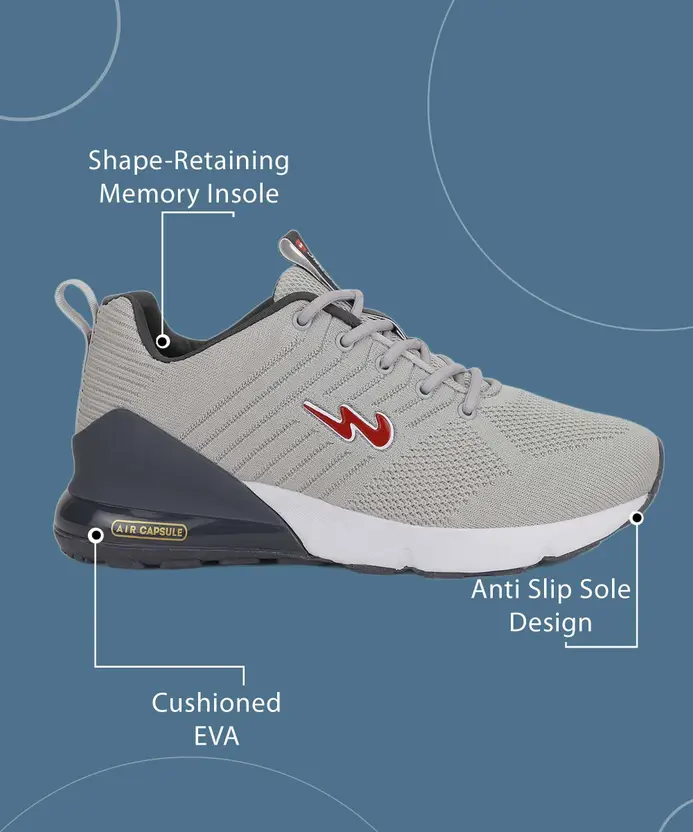 Shape-Retaining
Memory Insole
AIR CAPSULE
Anti Slip Sole
Design
Cushioned
EVA